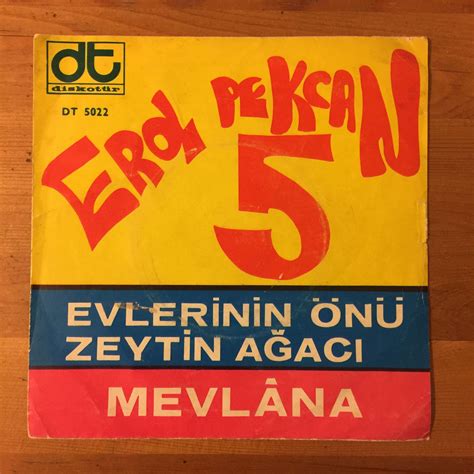 dt
diskotür
DT 5022
EROL PEKCAN
5
EVLERİNİN ÖNÜ
ZEYTİN AĞACI
MEVLÂNA